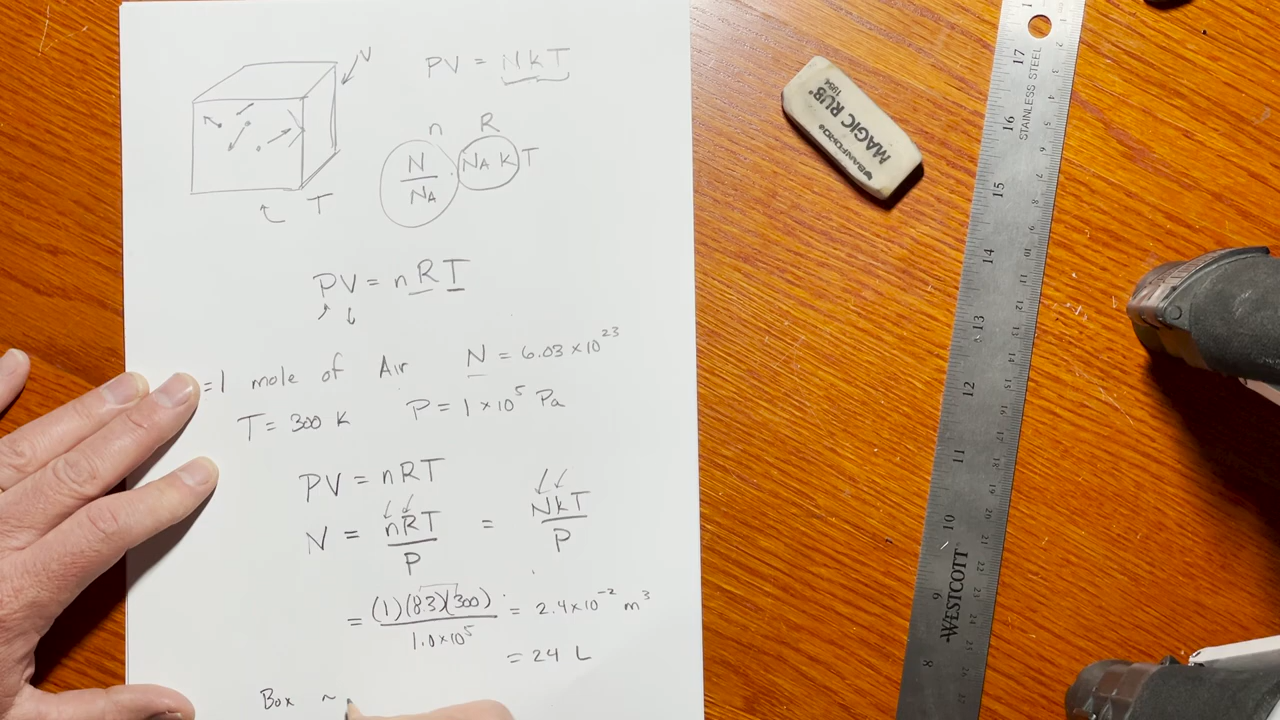 V
PV = NkT
n R
N/NA · NA k T
T
PV = nRT
=1 mole of Air N = 6.03 × 10^23
T = 300 K P = 1 × 10^5 Pa
PV = nRT
N = nRT/P = NkT/P
= (1)(83)(300)/1.0×10^5 = 2.4×10^-2 m^3
= 24 L
Box ~
SANFORD®
MAGIC RUB®
1954
STAINLESS STEEL
WESTCOTT
17
16
15
14
13
12
11
10
9
8